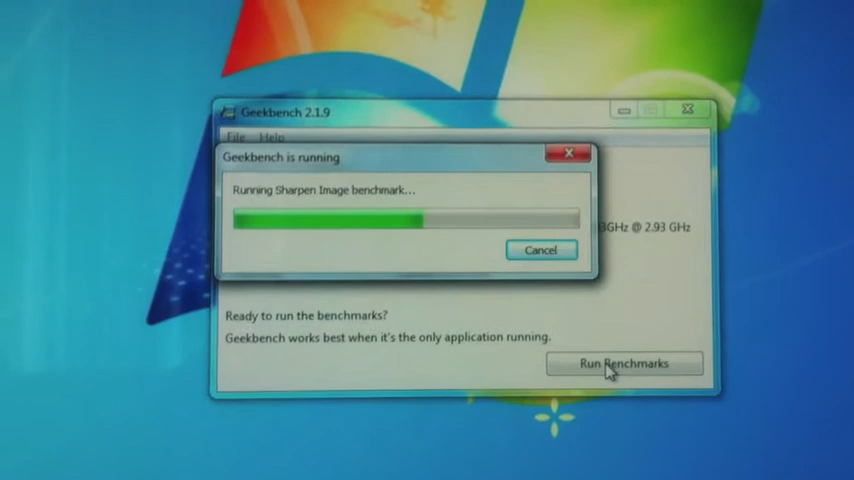 Geekbench 2.1.9
File Help
Geekbench is running
Running Sharpen Image benchmark...
3GHz @ 2.93 GHz
Cancel
Ready to run the benchmarks?
Geekbench works best when it's the only application running.
Run Benchmarks